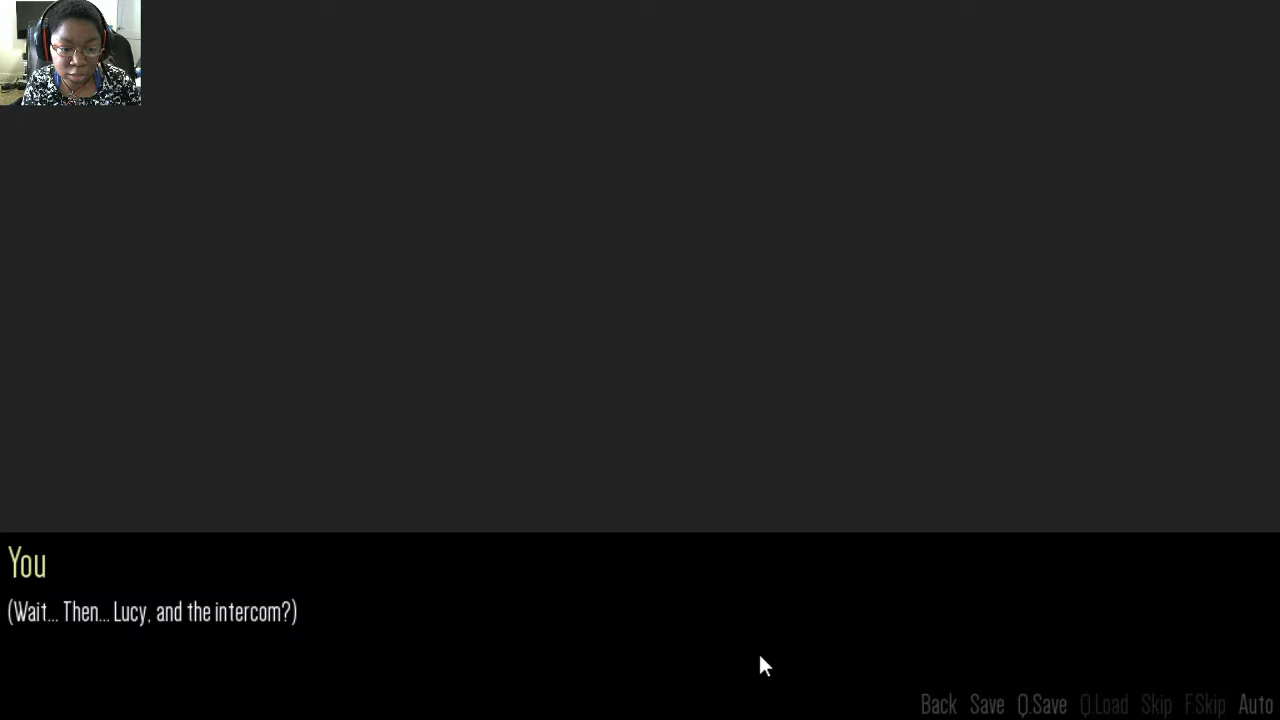 You
(Wait... Then... Lucy, and the intercom?)
Back Save Q.Save Q.Load Skip F.Skip Auto